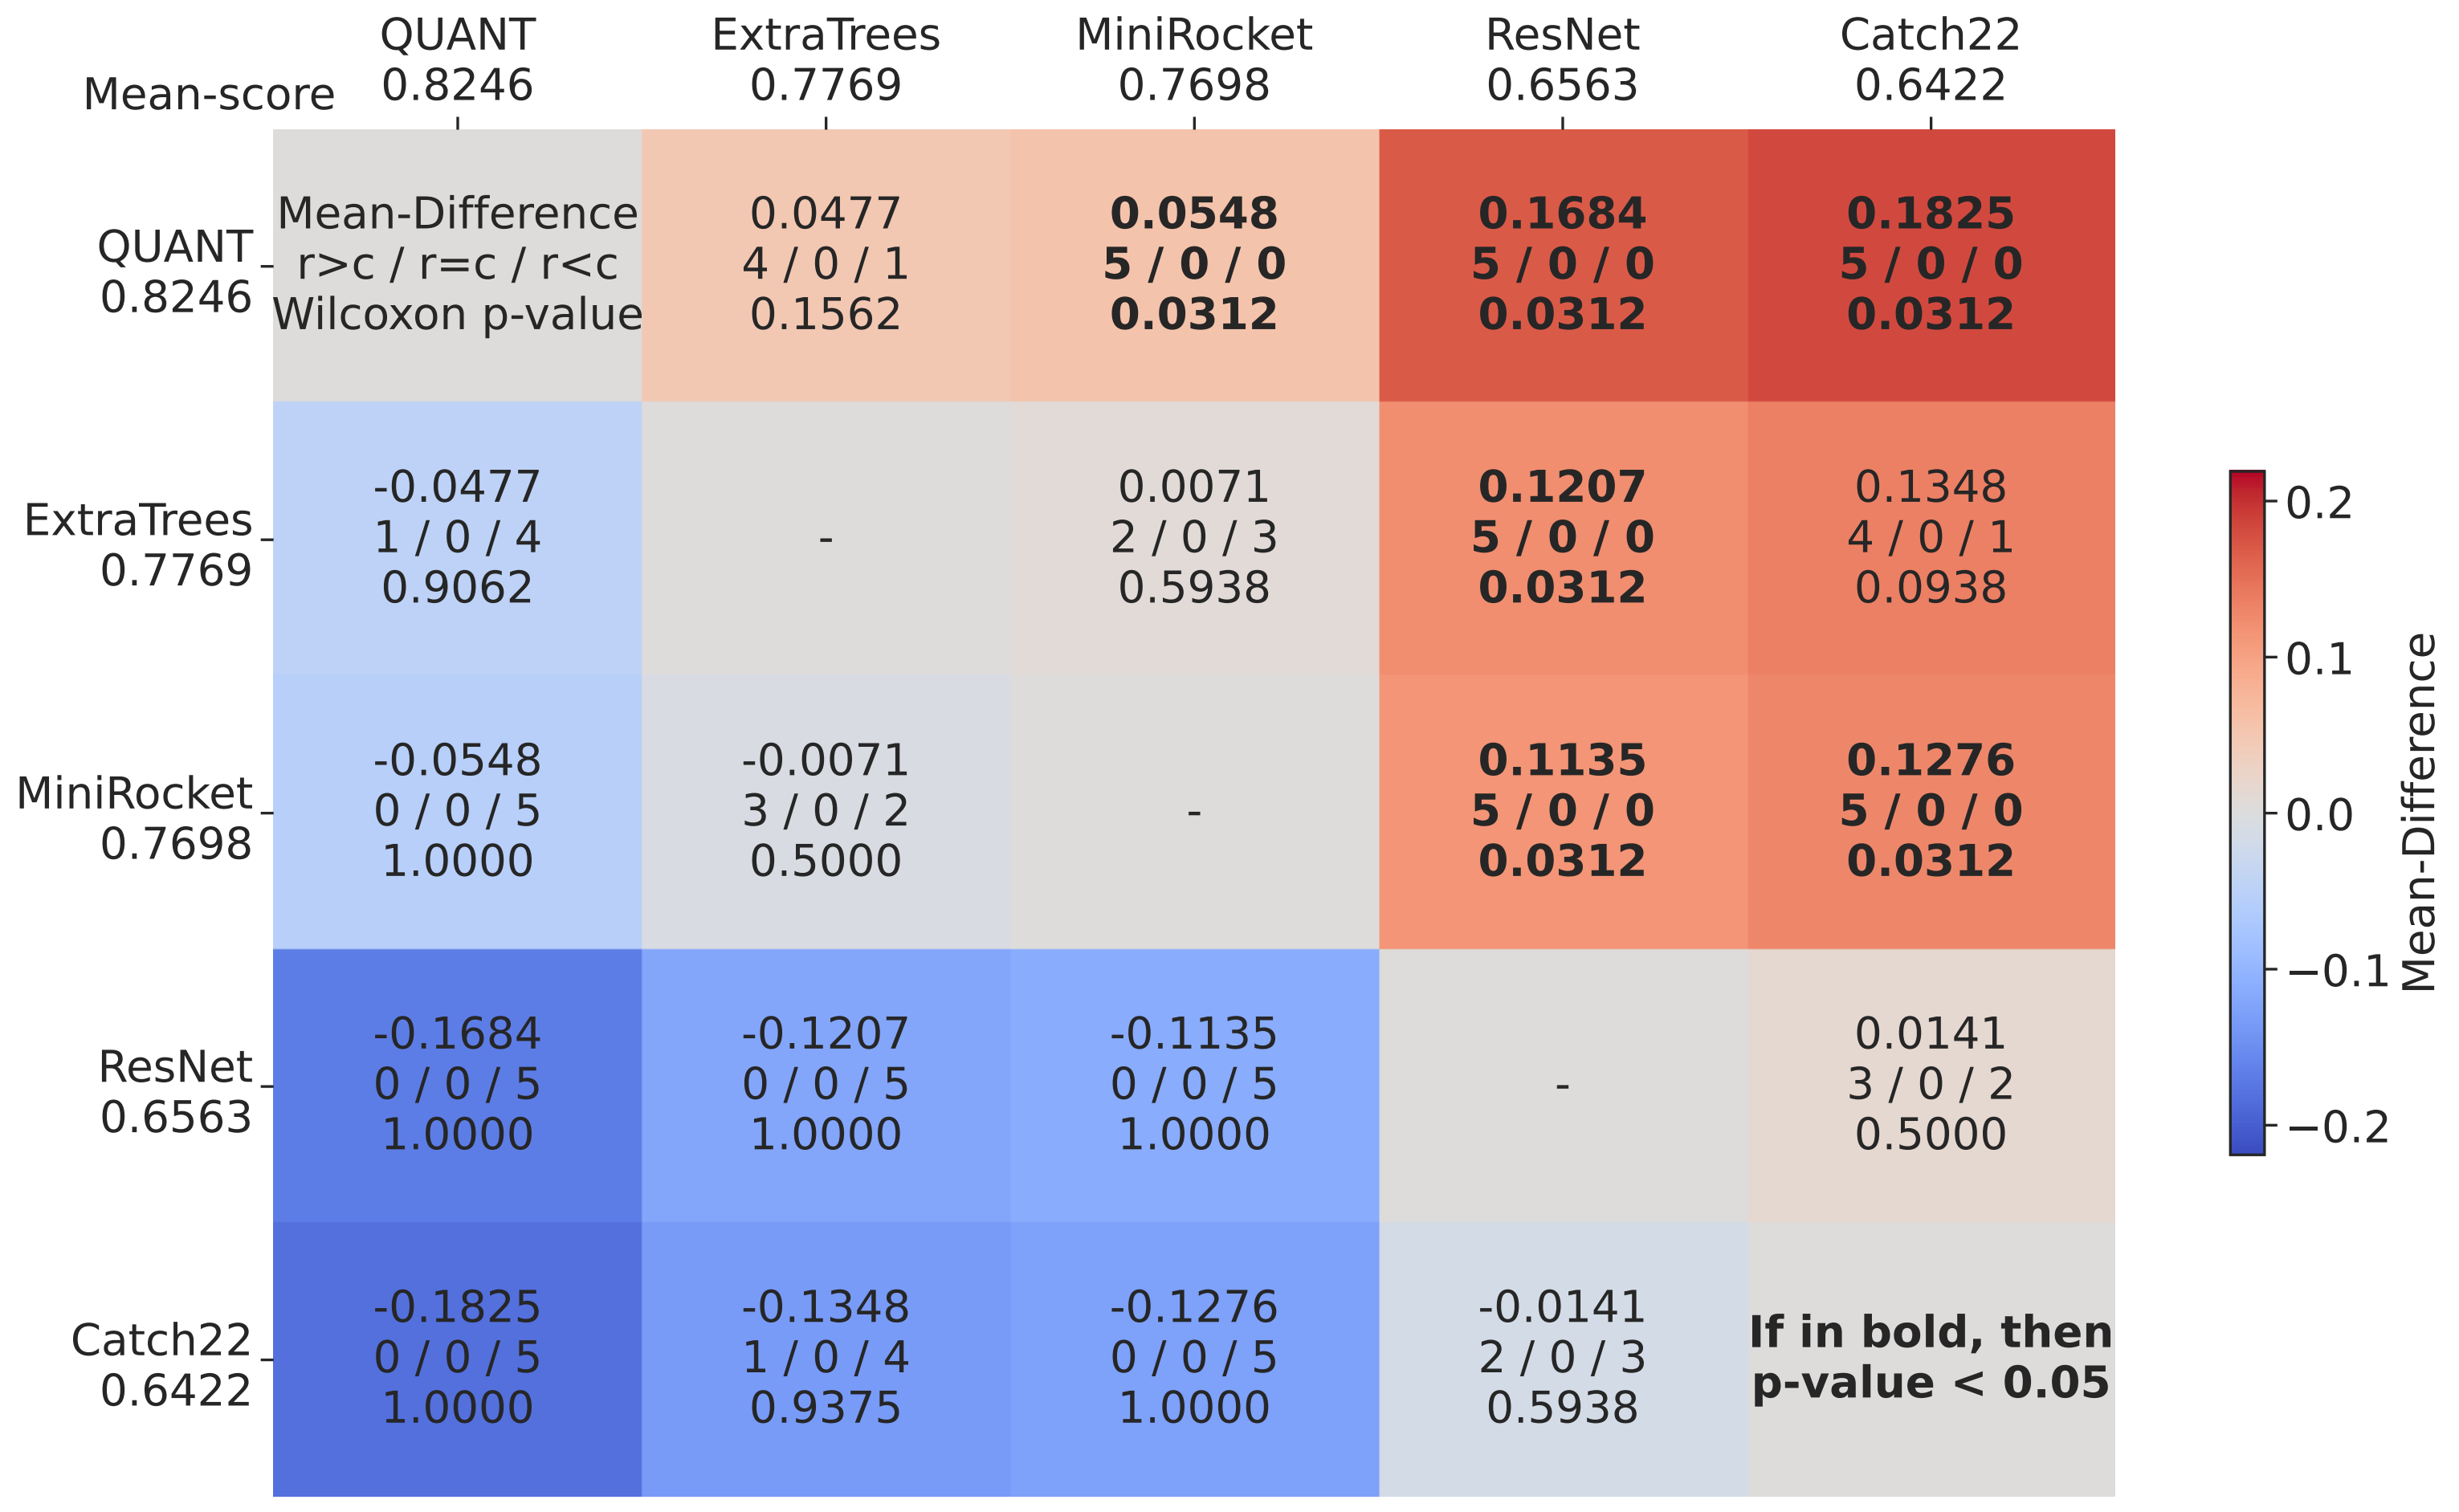 QUANT
0.8246
ExtraTrees
0.7769
MiniRocket
0.7698
ResNet
0.6563
Catch22
0.6422
Mean-score
QUANT
0.8246
Mean-Difference
r>c / r=c / r<c
Wilcoxon p-value
0.0477
4 / 0 / 1
0.1562
0.0548
5 / 0 / 0
0.0312
0.1684
5 / 0 / 0
0.0312
0.1825
5 / 0 / 0
0.0312
ExtraTrees
0.7769
-0.0477
1 / 0 / 4
0.9062
-
0.0071
2 / 0 / 3
0.5938
0.1207
5 / 0 / 0
0.0312
0.1348
4 / 0 / 1
0.0938
MiniRocket
0.7698
-0.0548
0 / 0 / 5
1.0000
-0.0071
3 / 0 / 2
0.5000
-
0.1135
5 / 0 / 0
0.0312
0.1276
5 / 0 / 0
0.0312
ResNet
0.6563
-0.1684
0 / 0 / 5
1.0000
-0.1207
0 / 0 / 5
1.0000
-0.1135
0 / 0 / 5
1.0000
-
0.0141
3 / 0 / 2
0.5000
Catch22
0.6422
-0.1825
0 / 0 / 5
1.0000
-0.1348
1 / 0 / 4
0.9375
-0.1276
0 / 0 / 5
1.0000
-0.0141
2 / 0 / 3
0.5938
If in bold, then
p-value < 0.05
0.2
0.1
0.0
−0.1
−0.2
Mean-Difference